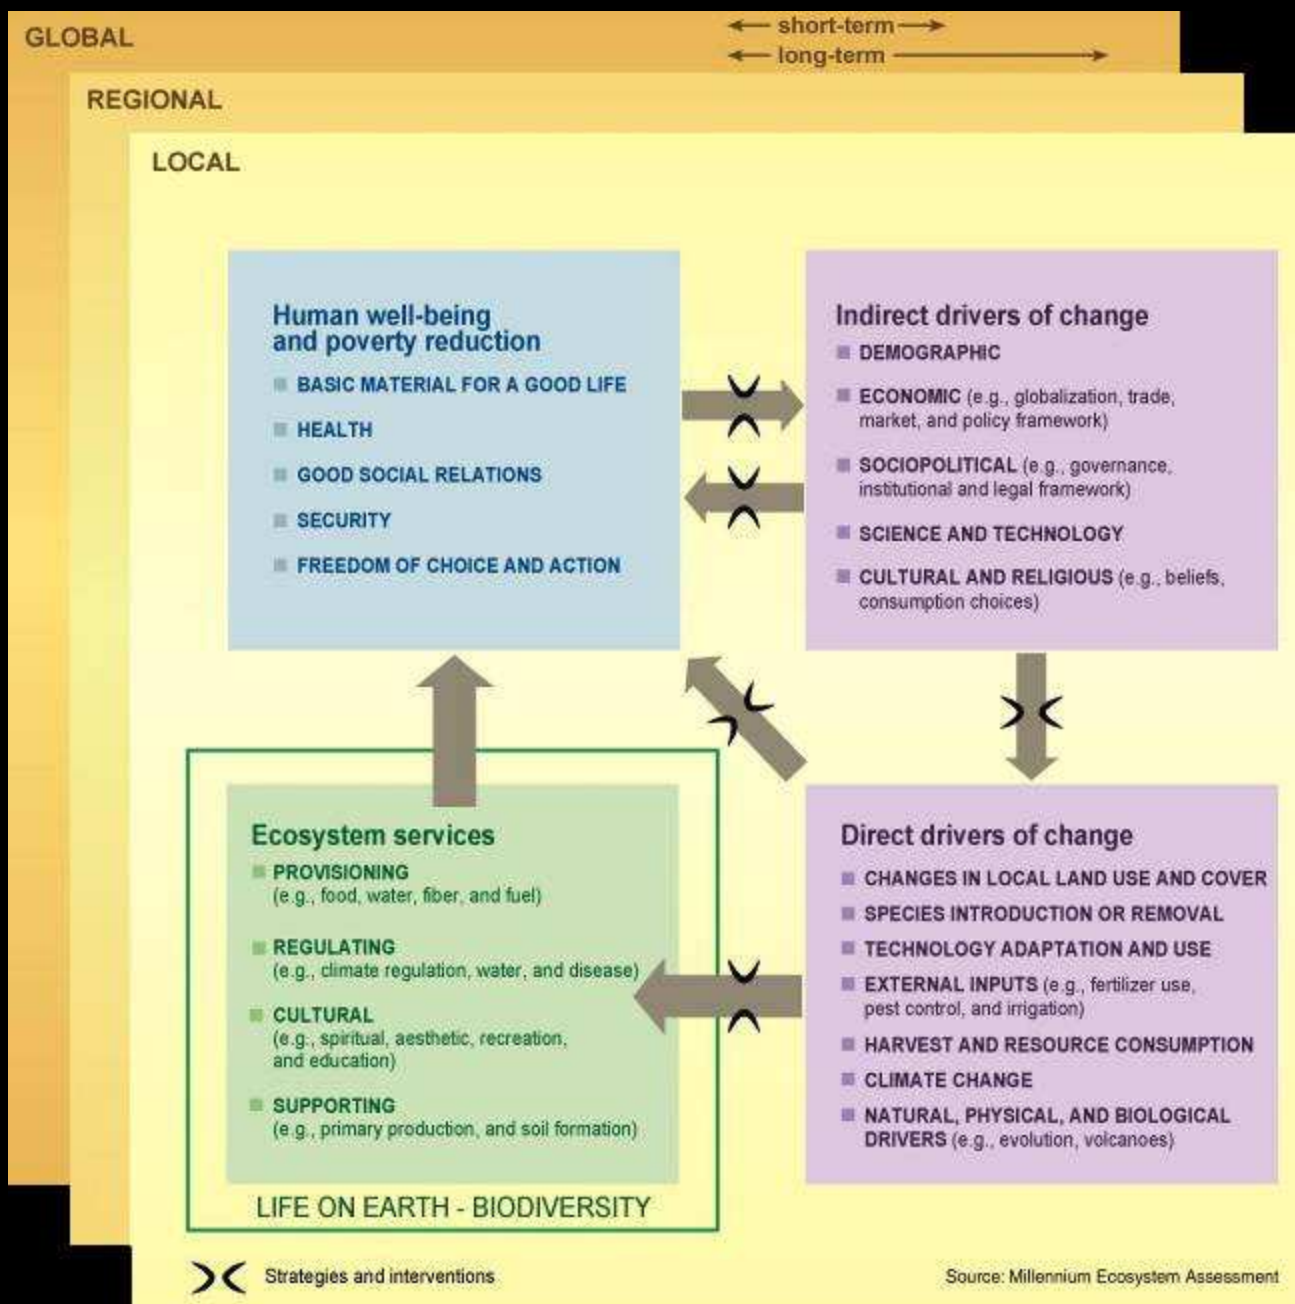 GLOBAL
short-term
long-term
REGIONAL
LOCAL
Human well-being
and poverty reduction
BASIC MATERIAL FOR A GOOD LIFE
HEALTH
GOOD SOCIAL RELATIONS
SECURITY
FREEDOM OF CHOICE AND ACTION
Indirect drivers of change
DEMOGRAPHIC
ECONOMIC (e.g., globalization, trade,
market, and policy framework)
SOCIOPOLITICAL (e.g., governance,
institutional and legal framework)
SCIENCE AND TECHNOLOGY
CULTURAL AND RELIGIOUS (e.g., beliefs,
consumption choices)
Ecosystem services
PROVISIONING
(e.g., food, water, fiber, and fuel)
REGULATING
(e.g., climate regulation, water, and disease)
CULTURAL
(e.g., spiritual, aesthetic, recreation,
and education)
SUPPORTING
(e.g., primary production, and soil formation)
LIFE ON EARTH - BIODIVERSITY
Direct drivers of change
CHANGES IN LOCAL LAND USE AND COVER
SPECIES INTRODUCTION OR REMOVAL
TECHNOLOGY ADAPTATION AND USE
EXTERNAL INPUTS (e.g., fertilizer use,
pest control, and irrigation)
HARVEST AND RESOURCE CONSUMPTION
CLIMATE CHANGE
NATURAL, PHYSICAL, AND BIOLOGICAL
DRIVERS (e.g., evolution, volcanoes)
Strategies and interventions
Source: Millennium Ecosystem Assessment